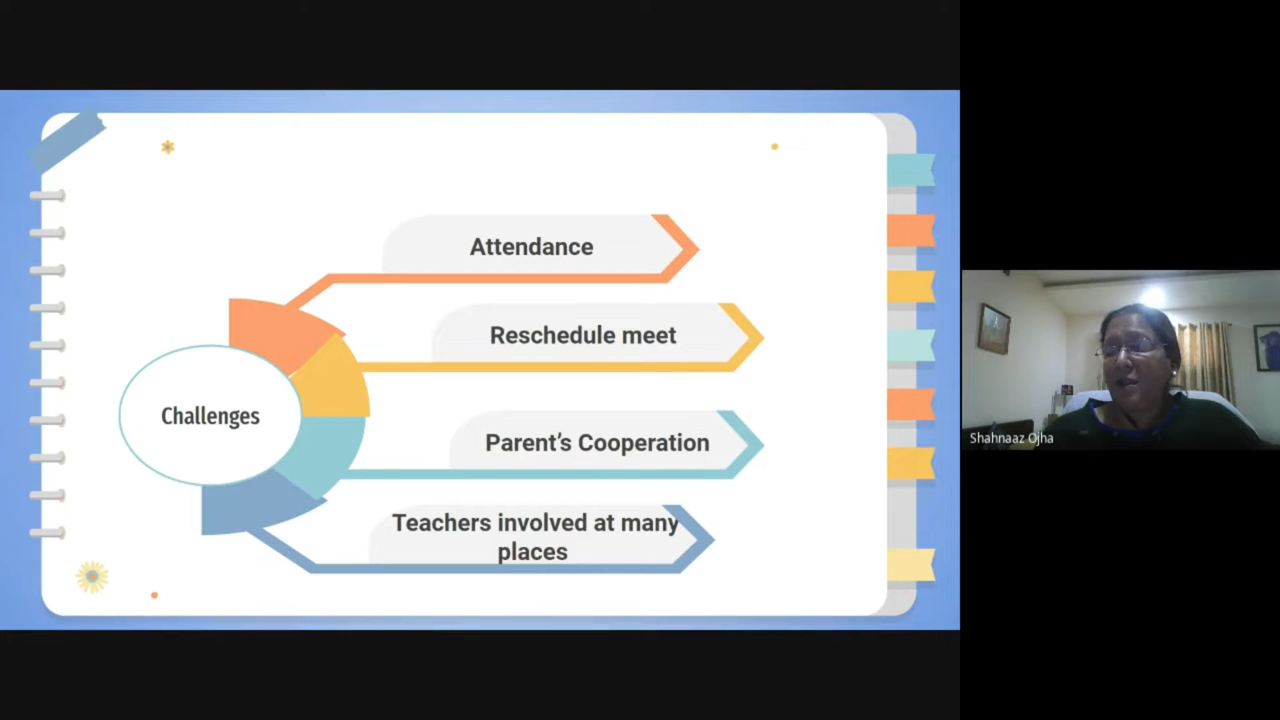 Attendance
Reschedule meet
Challenges
Parent's Cooperation
Teachers involved at many
places
Shahnaaz Ojha